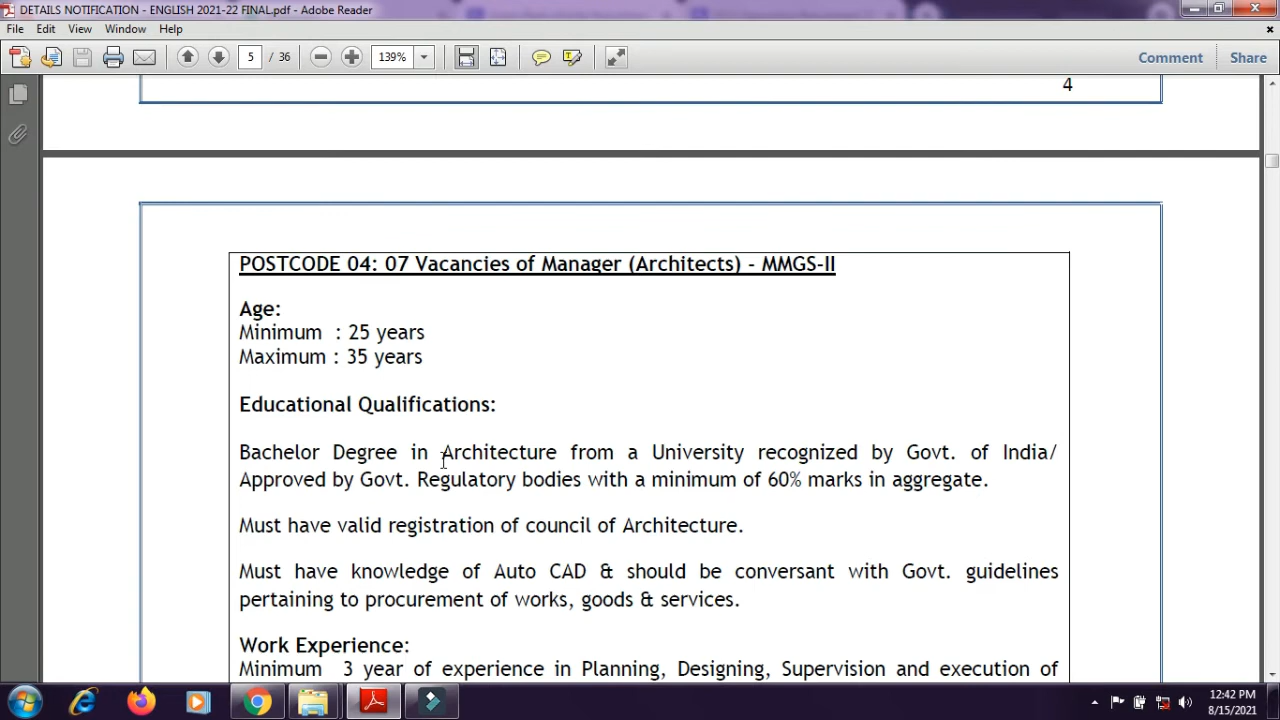 DETAILS NOTIFICATION - ENGLISH 2021-22 FINAL.pdf - Adobe Reader
File Edit View Window Help
5 / 36 139% Comment Share
4
POSTCODE 04: 07 Vacancies of Manager (Architects) - MMGS-II
Age:
Minimum : 25 years
Maximum : 35 years
Educational Qualifications:
Bachelor Degree in Architecture from a University recognized by Govt. of India/
Approved by Govt. Regulatory bodies with a minimum of 60% marks in aggregate.
Must have valid registration of council of Architecture.
Must have knowledge of Auto CAD & should be conversant with Govt. guidelines
pertaining to procurement of works, goods & services.
Work Experience:
Minimum 3 year of experience in Planning, Designing, Supervision and execution of
12:42 PM
8/15/2021